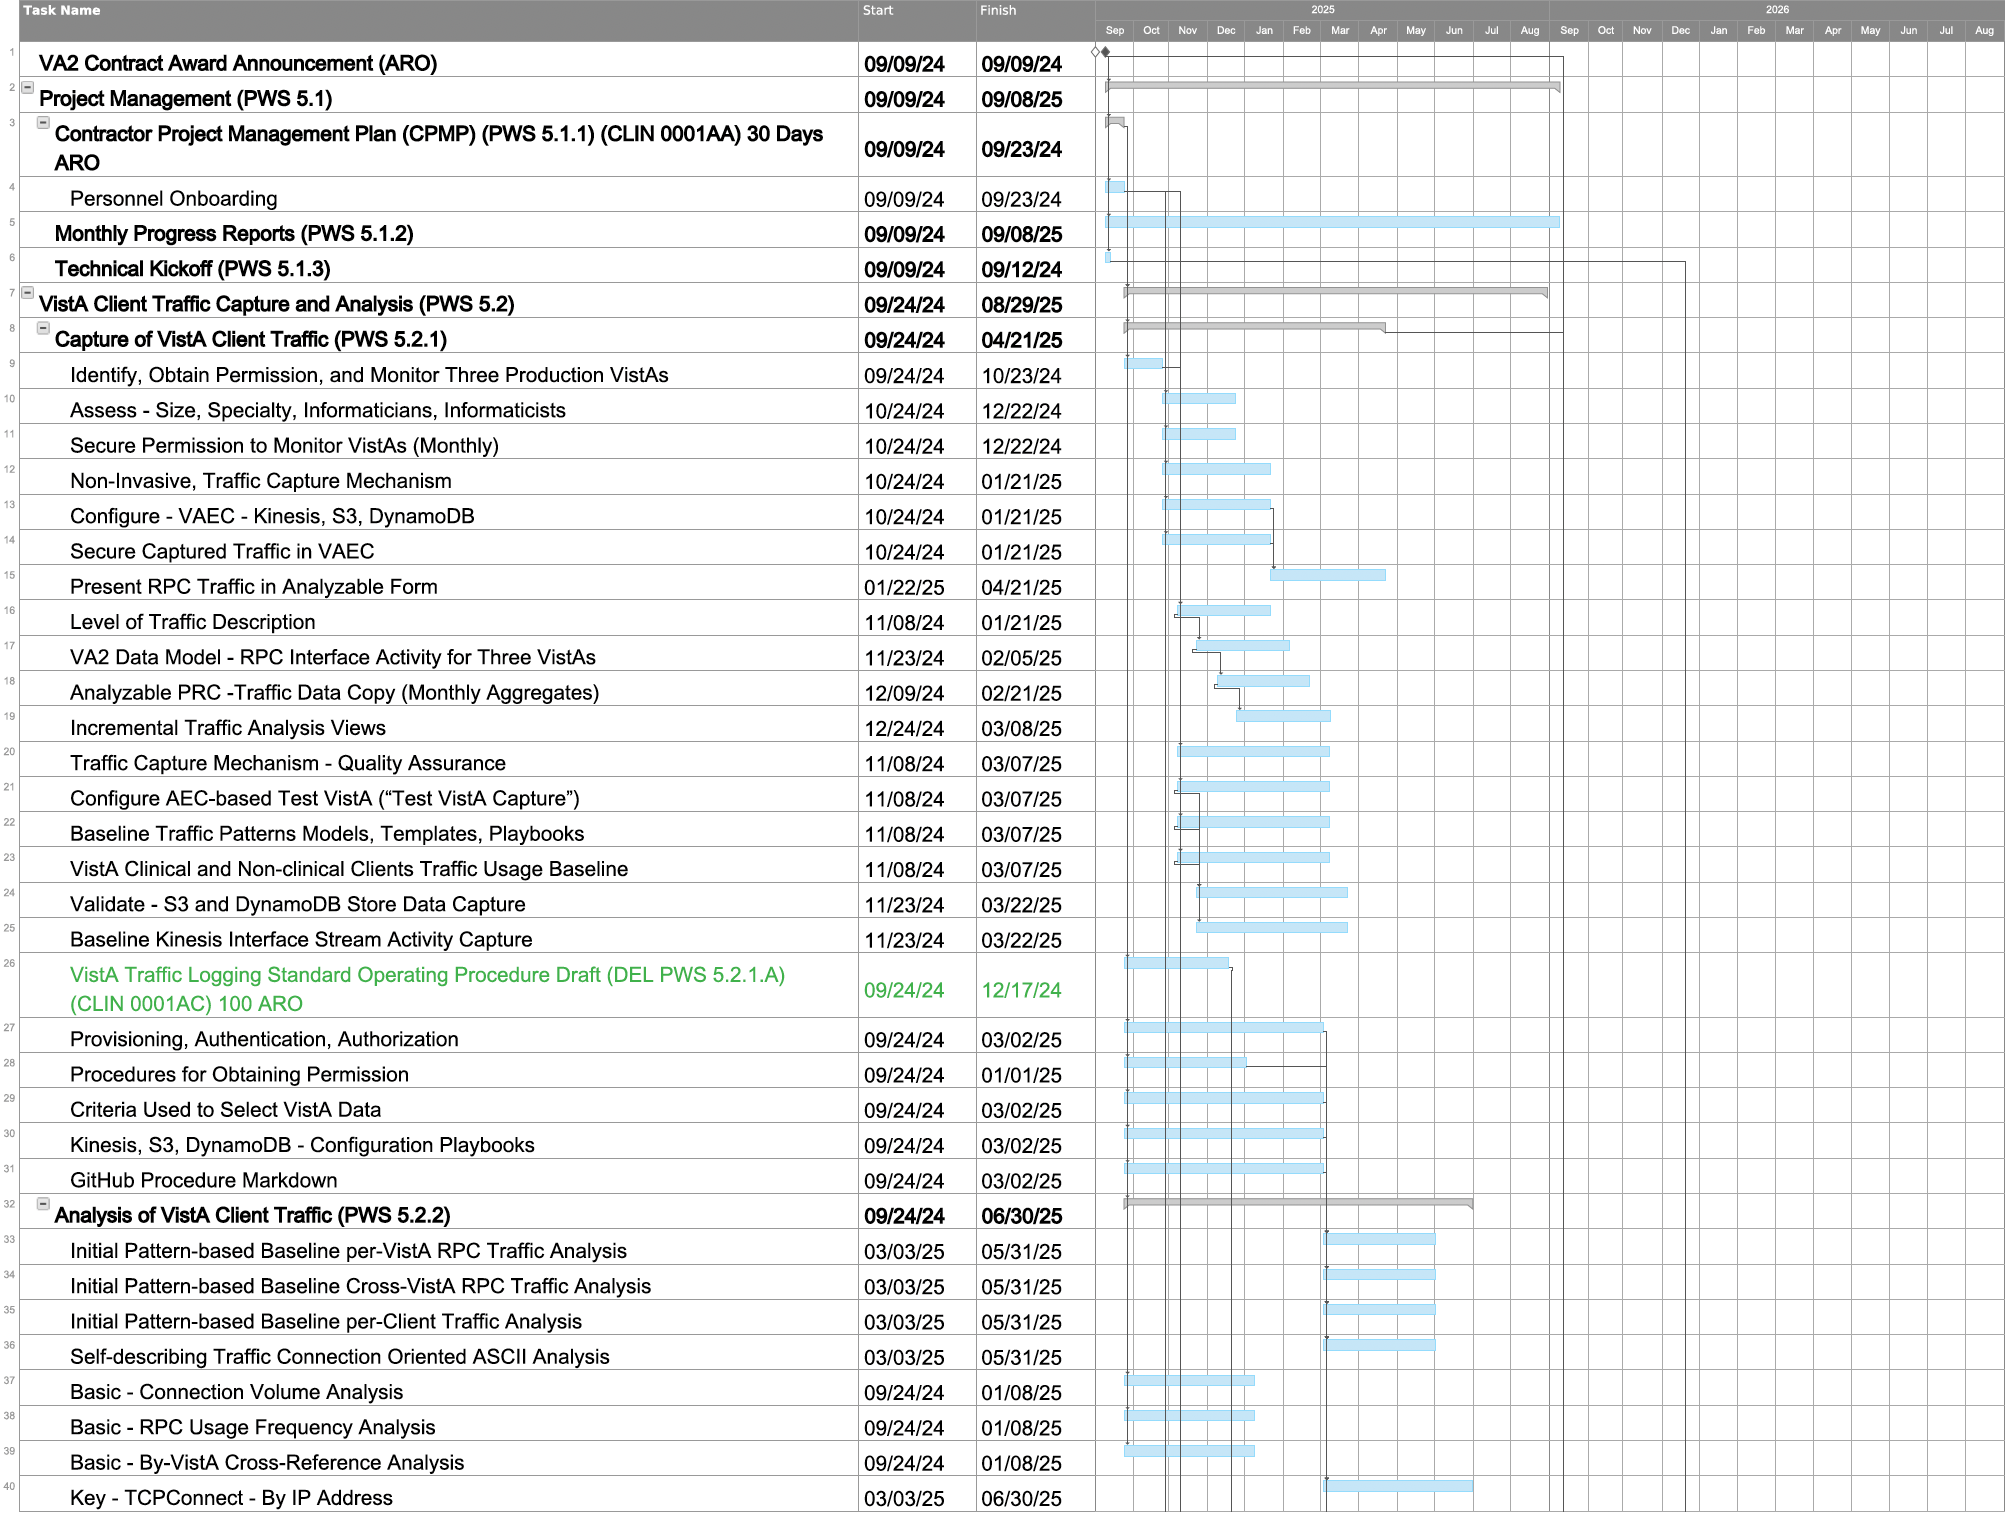 Task Name Start Finish 2025 2026
Sep Oct Nov Dec Jan Feb Mar Apr May Jun Jul Aug Sep Oct Nov Dec Jan Feb Mar Apr May Jun Jul Aug
1 VA2 Contract Award Announcement (ARO) 09/09/24 09/09/24
2 Project Management (PWS 5.1) 09/09/24 09/08/25
3 Contractor Project Management Plan (CPMP) (PWS 5.1.1) (CLIN 0001AA) 30 Days
ARO 09/09/24 09/23/24
4 Personnel Onboarding 09/09/24 09/23/24
5 Monthly Progress Reports (PWS 5.1.2) 09/09/24 09/08/25
6 Technical Kickoff (PWS 5.1.3) 09/09/24 09/12/24
7 VistA Client Traffic Capture and Analysis (PWS 5.2) 09/24/24 08/29/25
8 Capture of VistA Client Traffic (PWS 5.2.1) 09/24/24 04/21/25
9 Identify, Obtain Permission, and Monitor Three Production VistAs 09/24/24 10/23/24
10 Assess - Size, Specialty, Informaticians, Informaticists 10/24/24 12/22/24
11 Secure Permission to Monitor VistAs (Monthly) 10/24/24 12/22/24
12 Non-Invasive, Traffic Capture Mechanism 10/24/24 01/21/25
13 Configure - VAEC - Kinesis, S3, DynamoDB 10/24/24 01/21/25
14 Secure Captured Traffic in VAEC 10/24/24 01/21/25
15 Present RPC Traffic in Analyzable Form 01/22/25 04/21/25
16 Level of Traffic Description 11/08/24 01/21/25
17 VA2 Data Model - RPC Interface Activity for Three VistAs 11/23/24 02/05/25
18 Analyzable PRC -Traffic Data Copy (Monthly Aggregates) 12/09/24 02/21/25
19 Incremental Traffic Analysis Views 12/24/24 03/08/25
20 Traffic Capture Mechanism - Quality Assurance 11/08/24 03/07/25
21 Configure AEC-based Test VistA (“Test VistA Capture”) 11/08/24 03/07/25
22 Baseline Traffic Patterns Models, Templates, Playbooks 11/08/24 03/07/25
23 VistA Clinical and Non-clinical Clients Traffic Usage Baseline 11/08/24 03/07/25
24 Validate - S3 and DynamoDB Store Data Capture 11/23/24 03/22/25
25 Baseline Kinesis Interface Stream Activity Capture 11/23/24 03/22/25
26 VistA Traffic Logging Standard Operating Procedure Draft (DEL PWS 5.2.1.A)
(CLIN 0001AC) 100 ARO 09/24/24 12/17/24
27 Provisioning, Authentication, Authorization 09/24/24 03/02/25
28 Procedures for Obtaining Permission 09/24/24 01/01/25
29 Criteria Used to Select VistA Data 09/24/24 03/02/25
30 Kinesis, S3, DynamoDB - Configuration Playbooks 09/24/24 03/02/25
31 GitHub Procedure Markdown 09/24/24 03/02/25
32 Analysis of VistA Client Traffic (PWS 5.2.2) 09/24/24 06/30/25
33 Initial Pattern-based Baseline per-VistA RPC Traffic Analysis 03/03/25 05/31/25
34 Initial Pattern-based Baseline Cross-VistA RPC Traffic Analysis 03/03/25 05/31/25
35 Initial Pattern-based Baseline per-Client Traffic Analysis 03/03/25 05/31/25
36 Self-describing Traffic Connection Oriented ASCII Analysis 03/03/25 05/31/25
37 Basic - Connection Volume Analysis 09/24/24 01/08/25
38 Basic - RPC Usage Frequency Analysis 09/24/24 01/08/25
39 Basic - By-VistA Cross-Reference Analysis 09/24/24 01/08/25
40 Key - TCPConnect - By IP Address 03/03/25 06/30/25